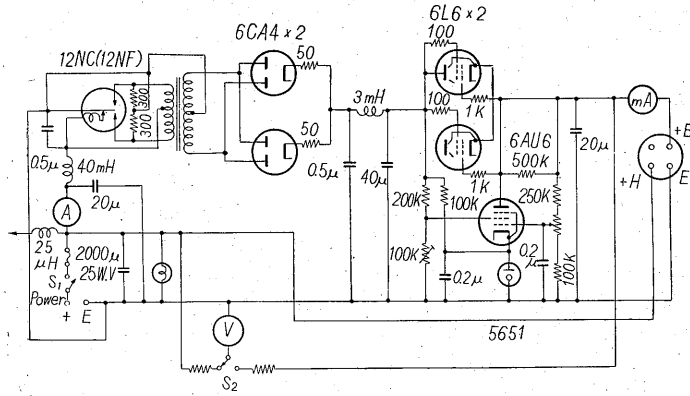 6L6×2
6CA4×2
100
12NC(12NF)
50
3mH
100
300
300
1K
mA
50
6AU6
+B
500K
20μ
E
0.5μ
40mH
0.5μ
40μ
1K
+H
20μ
200K
100K
250K
A
25
μH
2000μ
25W.V
100K
0.2
μ
100K
S1
0.2μ
Power
+
E
5651
V
S2